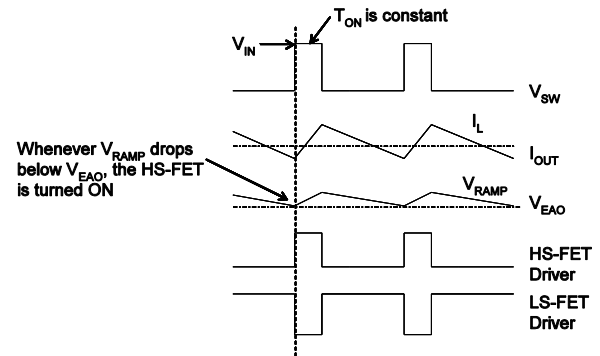 T_ON is constant
V_IN
V_SW
I_L
I_OUT
Whenever V_RAMP drops
below V_EAO, the HS-FET
is turned ON
V_RAMP
V_EAO
HS-FET
Driver
LS-FET
Driver